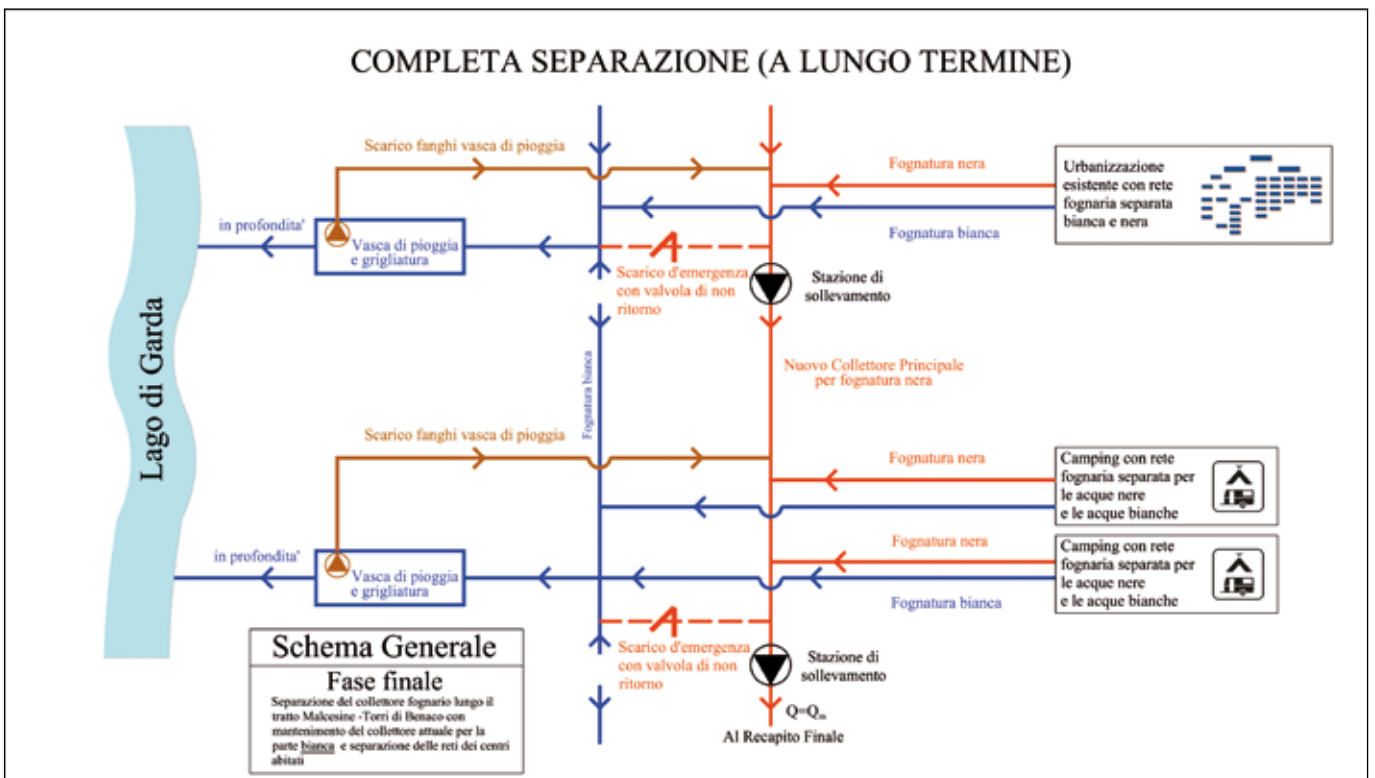 COMPLETA SEPARAZIONE (A LUNGO TERMINE)
Scarico fanghi vasca di pioggia
Fognatura nera
Urbanizzazione
esistente con rete
fognaria separata
bianca e nera
in profondita'
Vasca di pioggia
e grigliatura
Fognatura bianca
Scarico d'emergenza
con valvola di non
ritorno
Stazione di
sollevamento
Lago di Garda
Fognatura bianca
Nuovo Collettore Principale
per fognatura nera
Scarico fanghi vasca di pioggia
Fognatura nera
Camping con rete
fognaria separata per
le acque nere
e le acque bianche
Fognatura nera
Camping con rete
fognaria separata per
le acque nere
e le acque bianche
in profondita'
Vasca di pioggia
e grigliatura
Fognatura bianca
Scarico d'emergenza
con valvola di non
ritorno
Stazione di
sollevamento
Q=Qm
Al Recapito Finale
Schema Generale
Fase finale
Separazione del collettore fognario lungo il
tratto Malcesine -Torri di Benaco con
mantenimento del collettore attuale per la
parte bianca e separazione delle reti dei centri
abitati